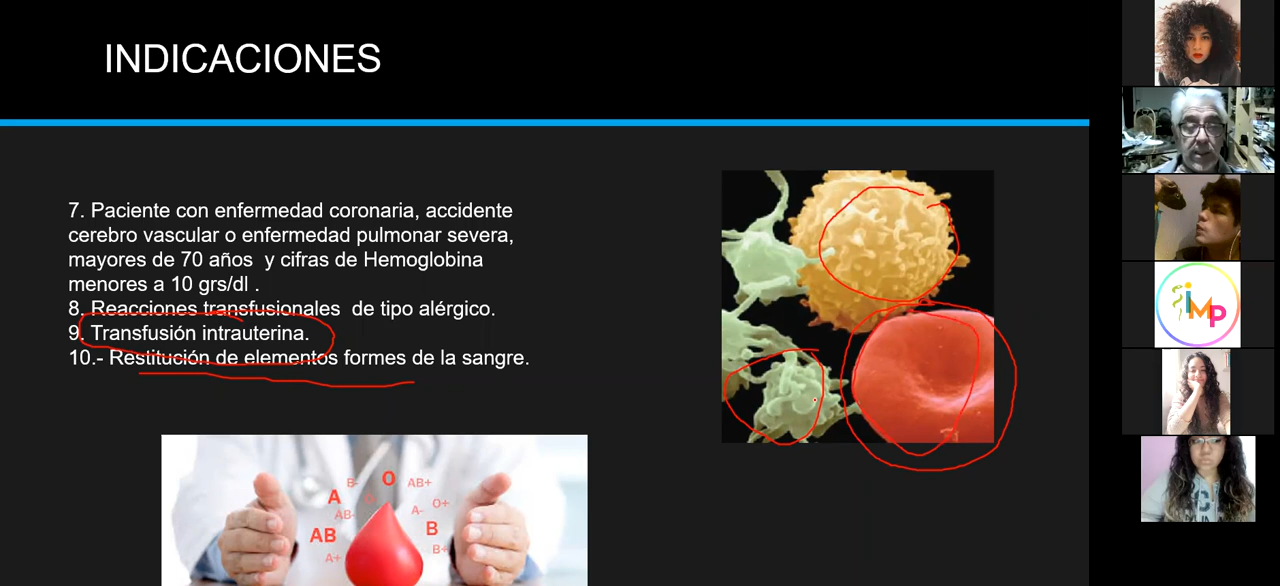 INDICACIONES
7. Paciente con enfermedad coronaria, accidente
cerebro vascular o enfermedad pulmonar severa,
mayores de 70 años y cifras de Hemoglobina
menores a 10 grs/dl .
8. Reacciones transfusionales de tipo alérgico.
9. Transfusión intrauterina.
10.- Restitución de elementos formes de la sangre.
B- O AB+
A O+
AB- A-
AB B
A+ B+
iMP